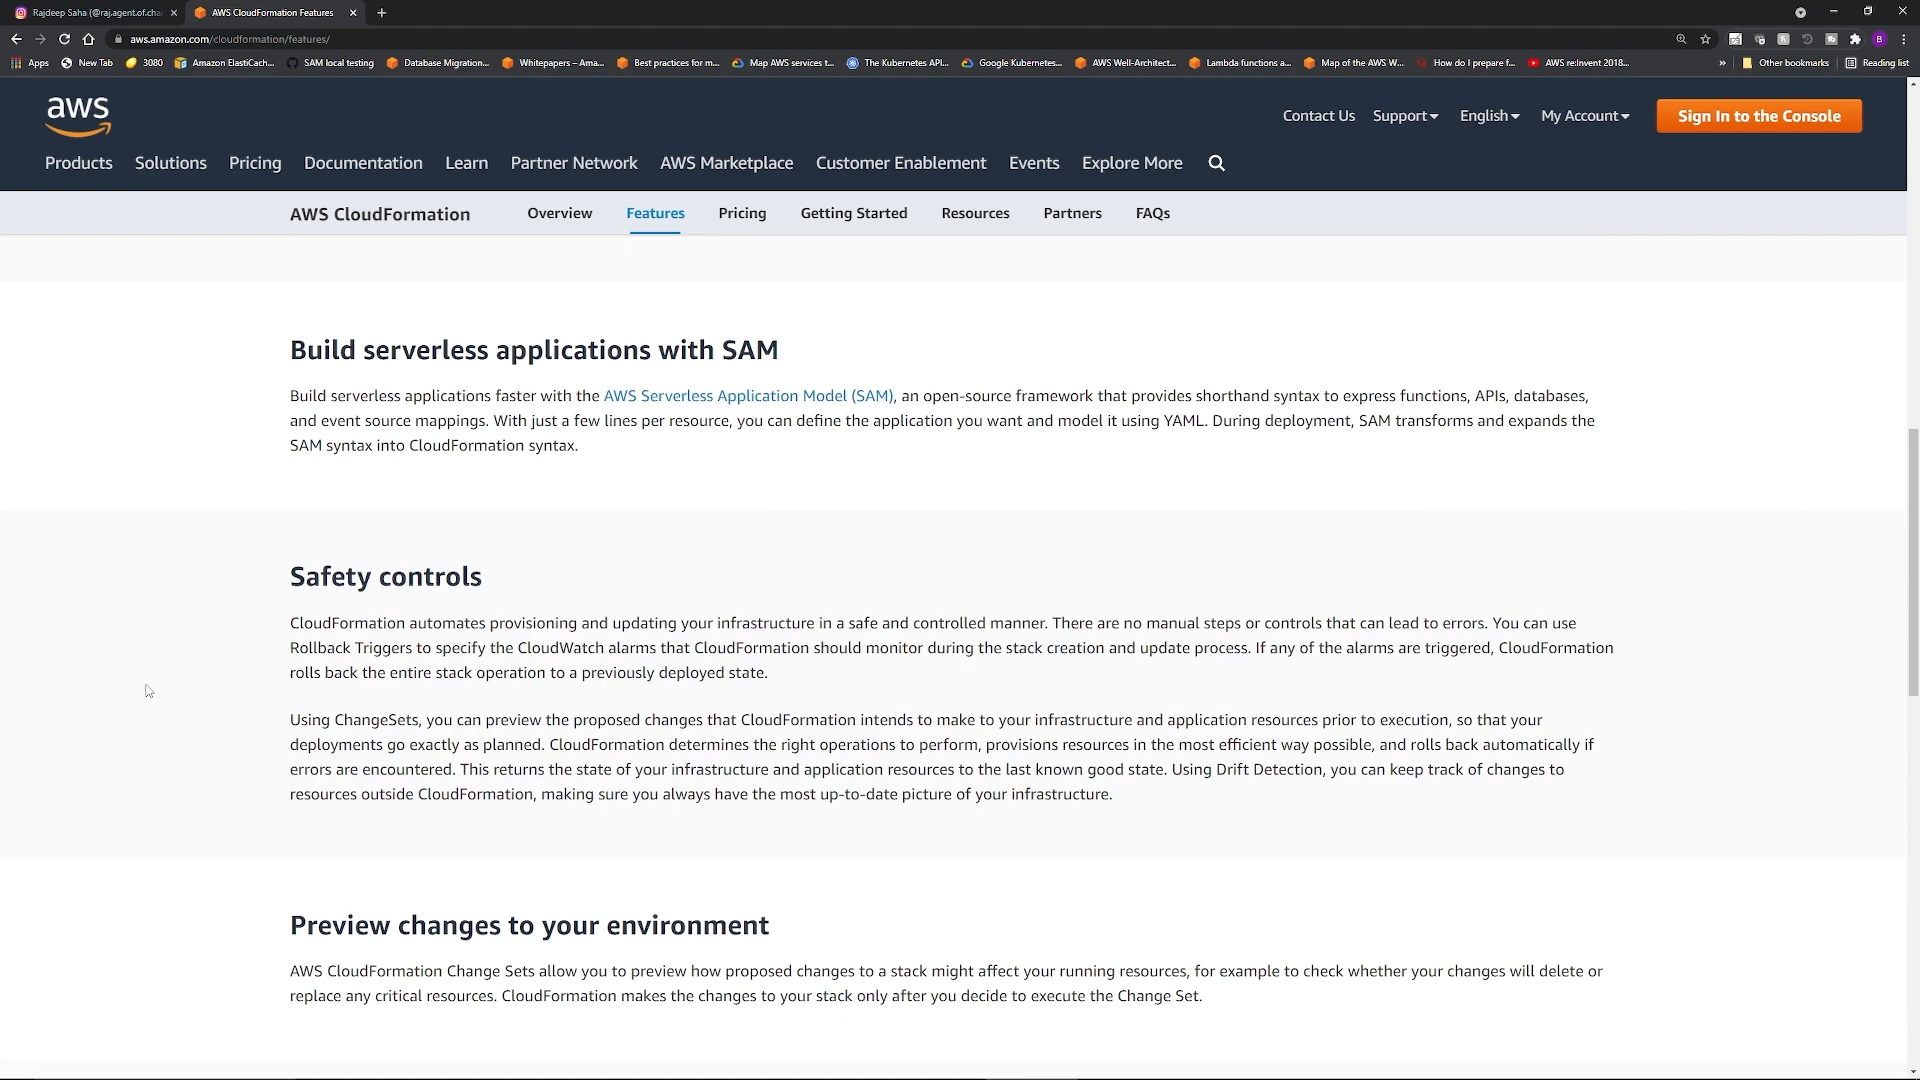 Rajdeep Saha (@raj.agent.of.cha
AWS CloudFormation Features
aws.amazon.com/cloudformation/features/
Apps
New Tab
3080
Amazon ElastiCach...
SAM local testing
Database Migration...
Whitepapers – Ama...
Best practices for m...
Map AWS services t...
The Kubernetes API...
Google Kubernetes...
AWS Well-Architect...
Lambda functions a...
Map of the AWS W...
How do I prepare f...
AWS re:Invent 2018...
»
Other bookmarks
Reading list
aws
Contact Us
Support
English
My Account
Sign In to the Console
Products
Solutions
Pricing
Documentation
Learn
Partner Network
AWS Marketplace
Customer Enablement
Events
Explore More
AWS CloudFormation
Overview
Features
Pricing
Getting Started
Resources
Partners
FAQs
Build serverless applications with SAM
Build serverless applications faster with the AWS Serverless Application Model (SAM), an open-source framework that provides shorthand syntax to express functions, APIs, databases,
and event source mappings. With just a few lines per resource, you can define the application you want and model it using YAML. During deployment, SAM transforms and expands the
SAM syntax into CloudFormation syntax.
Safety controls
CloudFormation automates provisioning and updating your infrastructure in a safe and controlled manner. There are no manual steps or controls that can lead to errors. You can use
Rollback Triggers to specify the CloudWatch alarms that CloudFormation should monitor during the stack creation and update process. If any of the alarms are triggered, CloudFormation
rolls back the entire stack operation to a previously deployed state.
Using ChangeSets, you can preview the proposed changes that CloudFormation intends to make to your infrastructure and application resources prior to execution, so that your
deployments go exactly as planned. CloudFormation determines the right operations to perform, provisions resources in the most efficient way possible, and rolls back automatically if
errors are encountered. This returns the state of your infrastructure and application resources to the last known good state. Using Drift Detection, you can keep track of changes to
resources outside CloudFormation, making sure you always have the most up-to-date picture of your infrastructure.
Preview changes to your environment
AWS CloudFormation Change Sets allow you to preview how proposed changes to a stack might affect your running resources, for example to check whether your changes will delete or
replace any critical resources. CloudFormation makes the changes to your stack only after you decide to execute the Change Set.